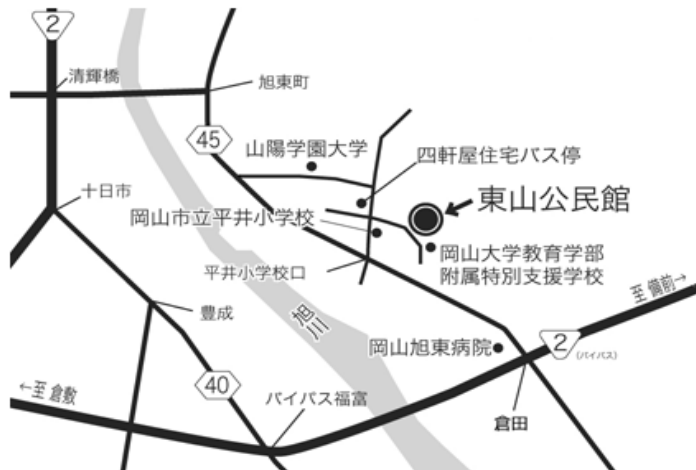 2
清輝橋
旭東町
45
山陽学園大学
四軒屋住宅バス停
十日市
東山公民館
岡山市立平井小学校
岡山大学教育学部
附属特別支援学校
平井小学校口
至 備前→
豊成
旭川
岡山旭東病院
2
(バイパス)
40
←至 倉敷
バイパス福富
倉田